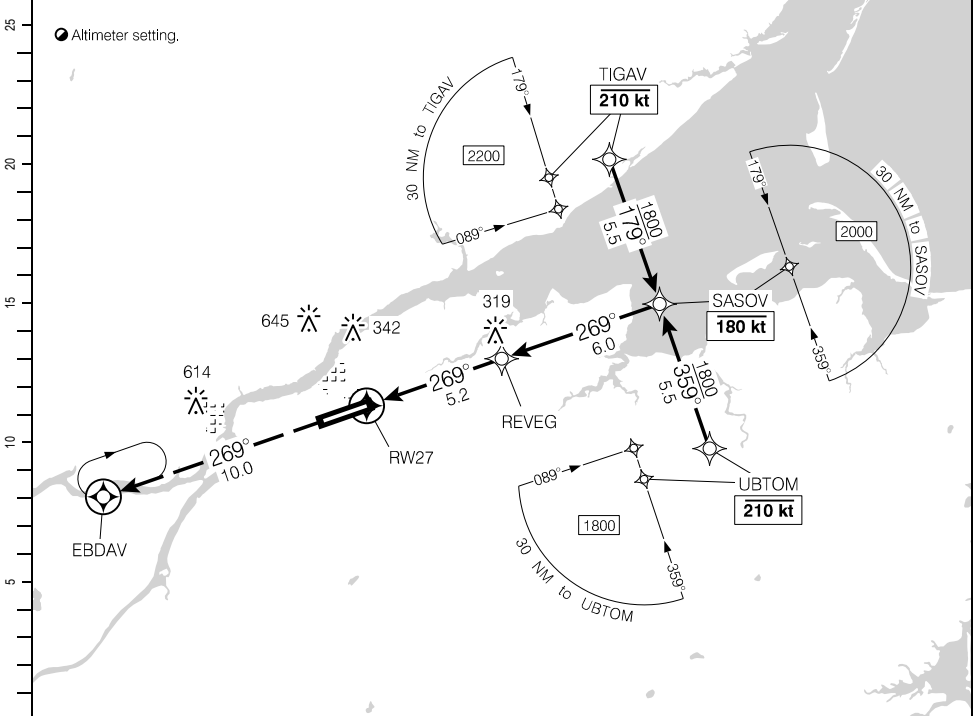 25
Altimeter setting.
TIGAV
210 kt
179°
30 NM to TIGAV
2200
089°
20
1800
179°
5.5
179°
30 NM to SASOV
2000
359°
15
319
SASOV
180 kt
645
342
269°
6.0
614
269°
5.2
1800
359°
5.5
REVEG
10
RW27
269°
10.0
089°
UBTOM
210 kt
1800
359°
30 NM to UBTOM
EBDAV
5